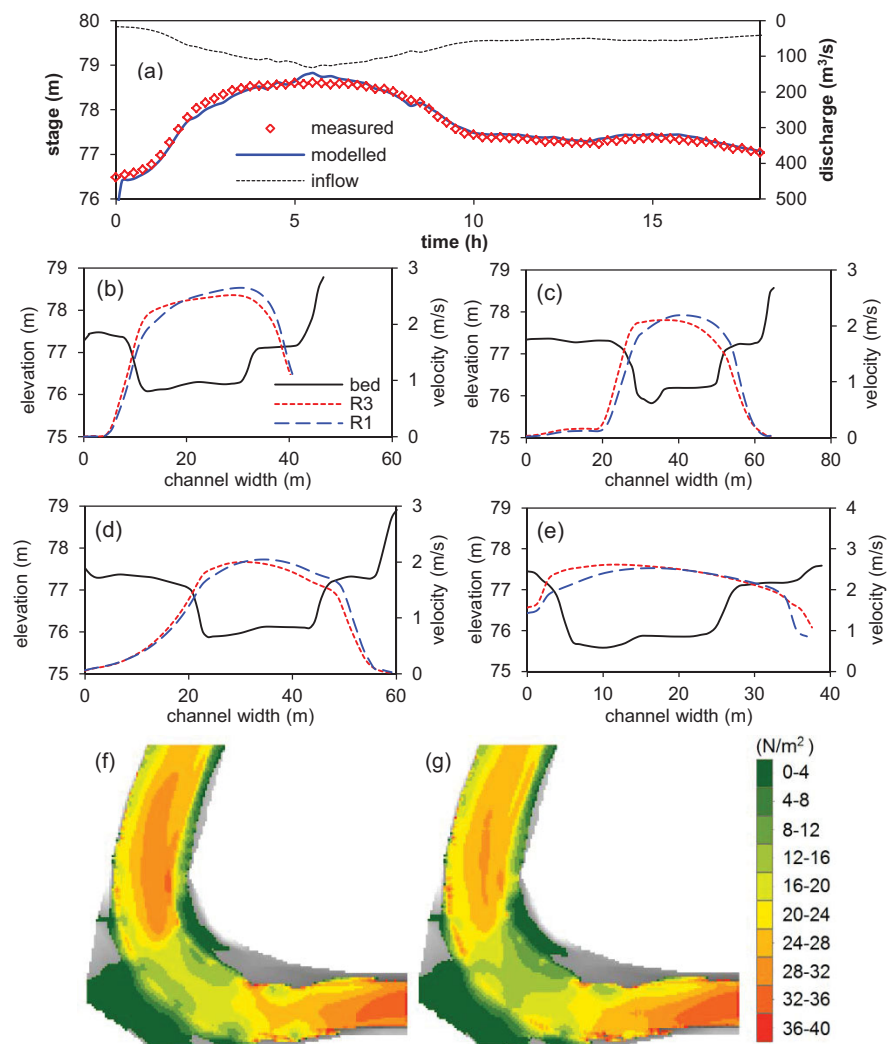 80
79
78
77
76
stage (m)
(a)
measured
modelled
inflow
0
100
200
300
400
500
discharge (m³/s)
0
5
10
15
time (h)
79
78
77
76
75
elevation (m)
(b)
bed
R3
R1
3
2
1
0
velocity (m/s)
0
20
40
60
channel width (m)
79
78
77
76
75
elevation (m)
(c)
3
2
1
0
velocity (m/s)
0
20
40
60
80
channel width (m)
79
78
77
76
75
elevation (m)
(d)
3
2
1
0
velocity (m/s)
0
20
40
60
channel width (m)
79
78
77
76
75
elevation (m)
(e)
4
3
2
1
0
velocity (m/s)
0
10
20
30
40
channel width (m)
(f)
(g)
(N/m²)
0-4
4-8
8-12
12-16
16-20
20-24
24-28
28-32
32-36
36-40